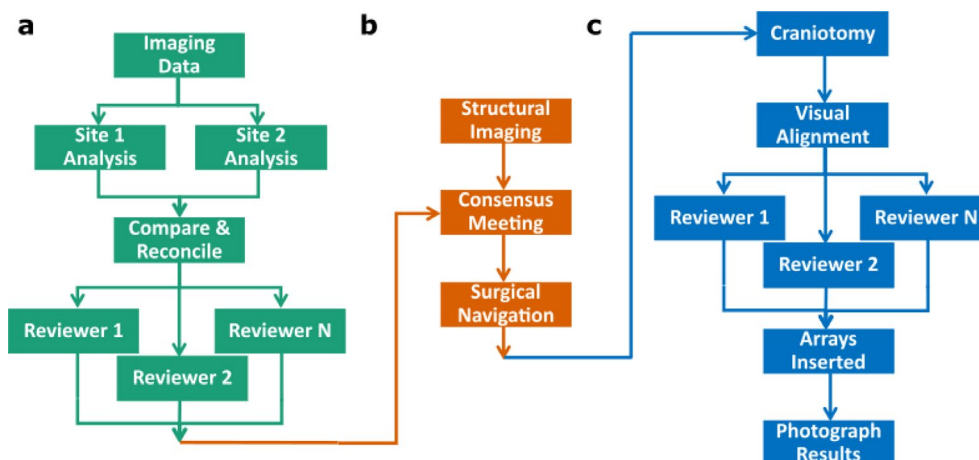 a
Imaging
Data
Site 1
Analysis
Site 2
Analysis
Compare &
Reconcile
Reviewer 1
Reviewer N
Reviewer 2
b
Structural
Imaging
Consensus
Meeting
Surgical
Navigation
c
Craniotomy
Visual
Alignment
Reviewer 1
Reviewer N
Reviewer 2
Arrays
Inserted
Photograph
Results